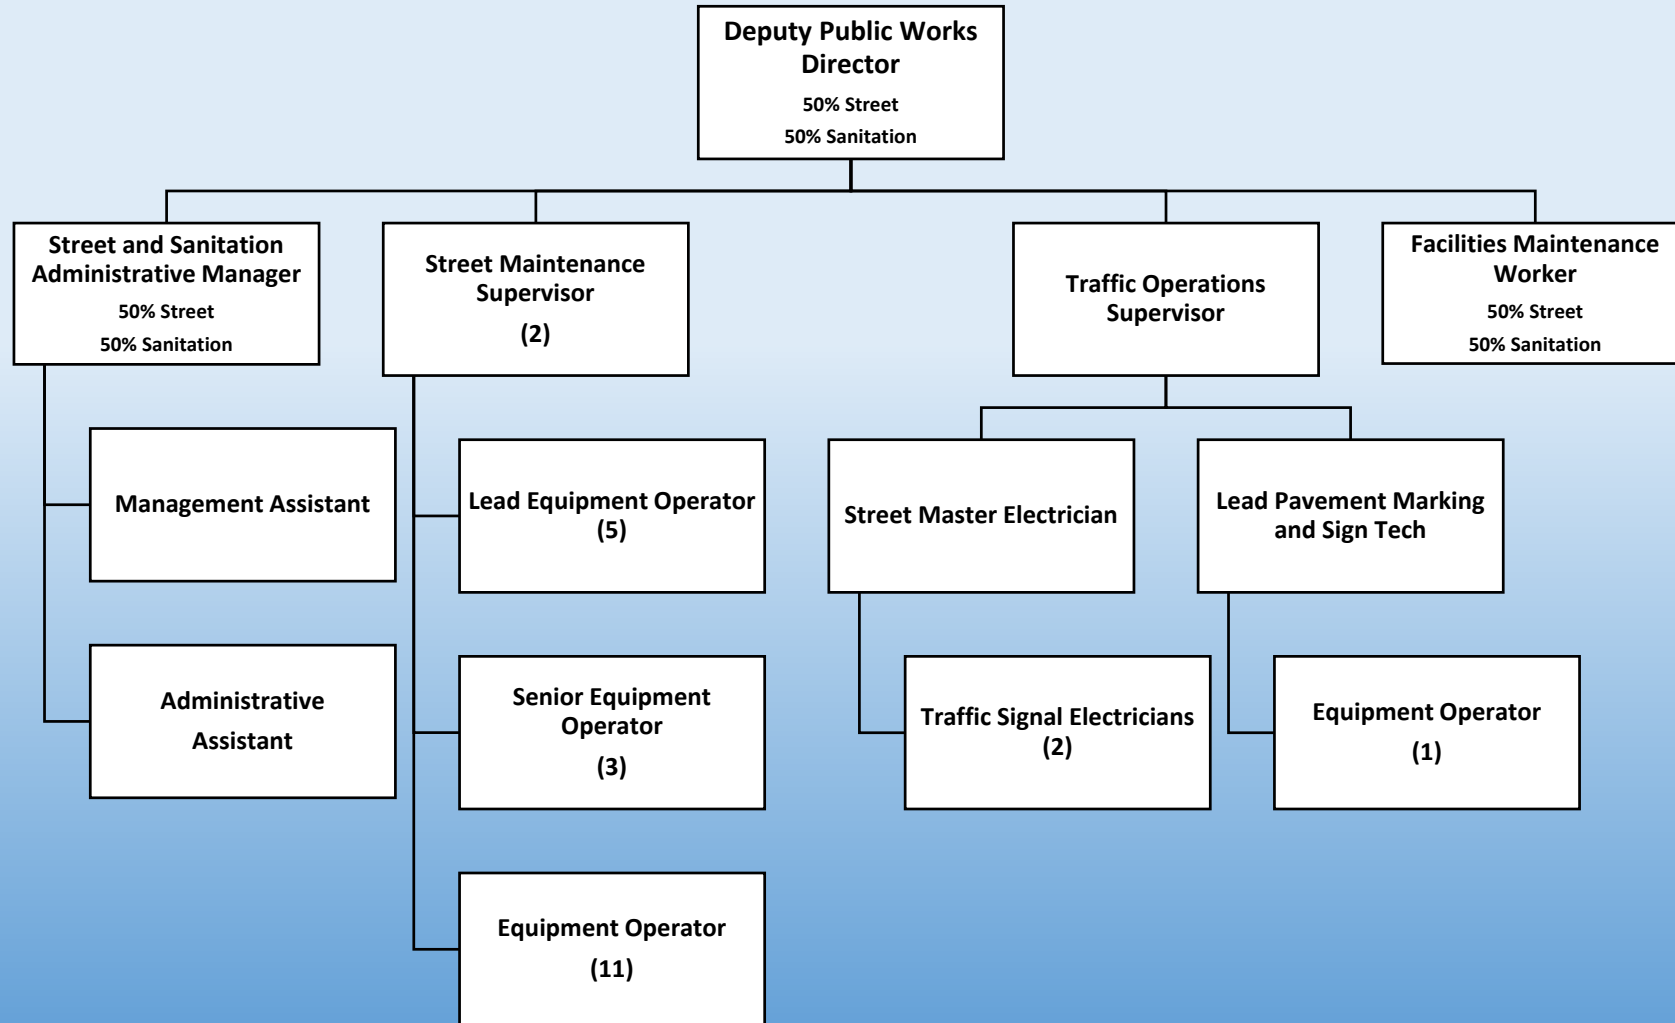 Deputy Public Works
Director
50% Street
50% Sanitation
Street and Sanitation
Administrative Manager
50% Street
50% Sanitation
Street Maintenance
Supervisor
(2)
Traffic Operations
Supervisor
Facilities Maintenance
Worker
50% Street
50% Sanitation
Management Assistant
Lead Equipment Operator
(5)
Street Master Electrician
Lead Pavement Marking
and Sign Tech
Administrative
Assistant
Senior Equipment
Operator
(3)
Traffic Signal Electricians
(2)
Equipment Operator
(1)
Equipment Operator
(11)